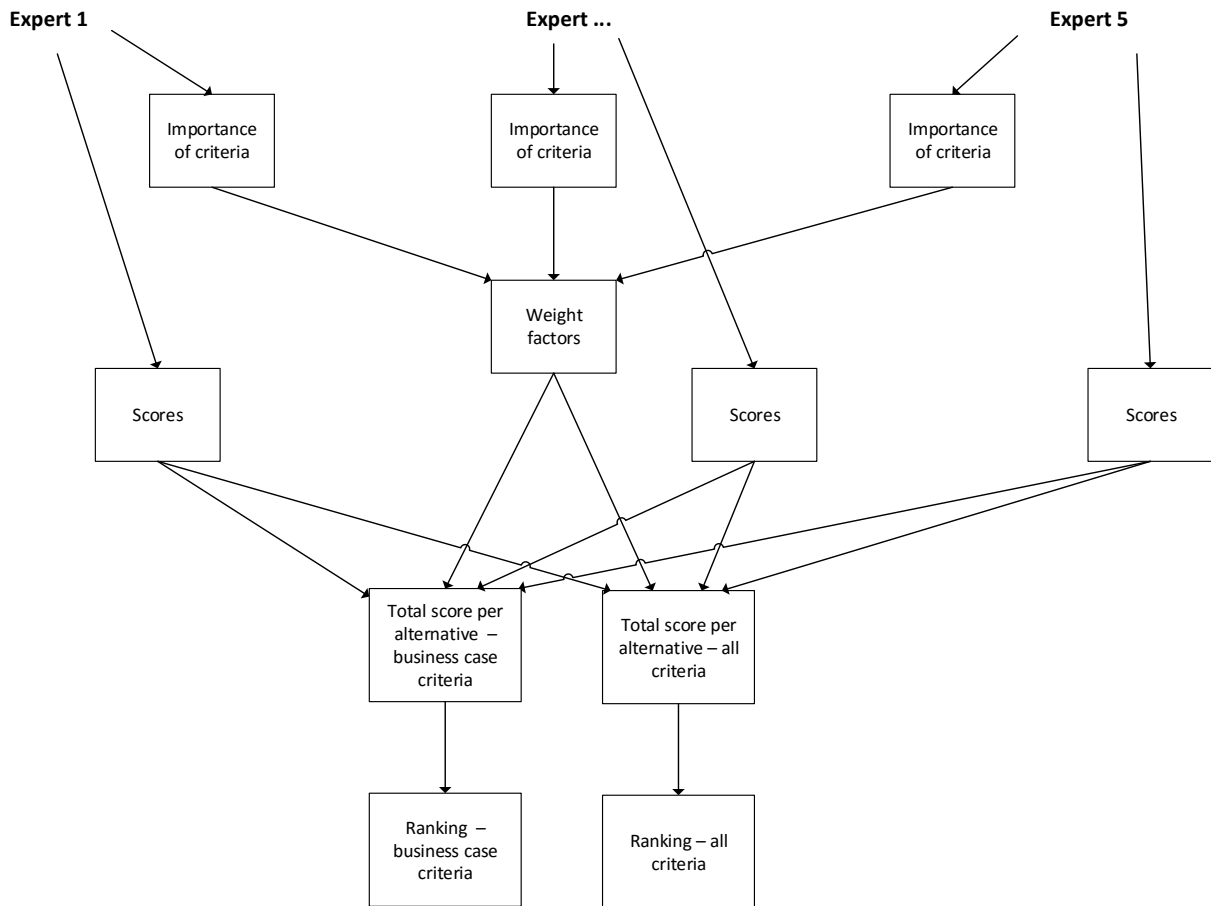 Expert 1
Expert ...
Expert 5
Importance
of criteria
Importance
of criteria
Importance
of criteria
Weight
factors
Scores
Scores
Scores
Total score per
alternative –
business case
criteria
Total score per
alternative – all
criteria
Ranking –
business case
criteria
Ranking – all
criteria